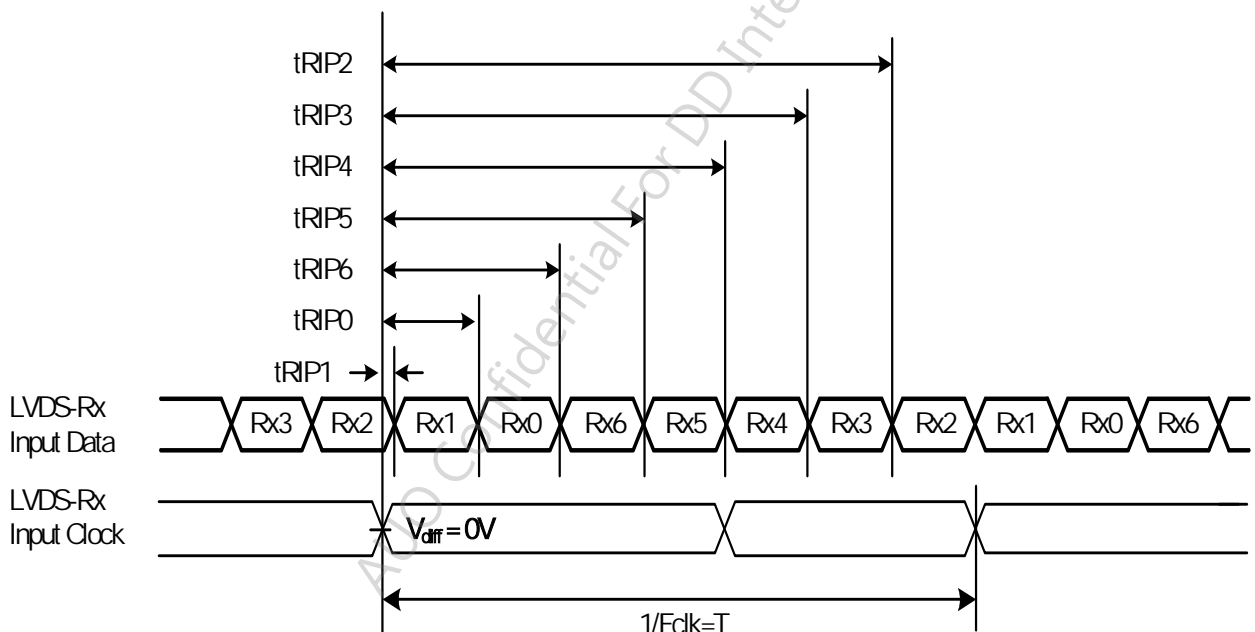 tRIP2
tRIP3
tRIP4
tRIP5
tRIP6
tRIP0
tRIP1
LVDS-Rx
Input Data
Rx3 Rx2 Rx1 Rx0 Rx6 Rx5 Rx4 Rx3 Rx2 Rx1 Rx0 Rx6
LVDS-Rx
Input Clock
Vdiff = 0V
1/Fclk=T
AUO Confidential For DD Inte